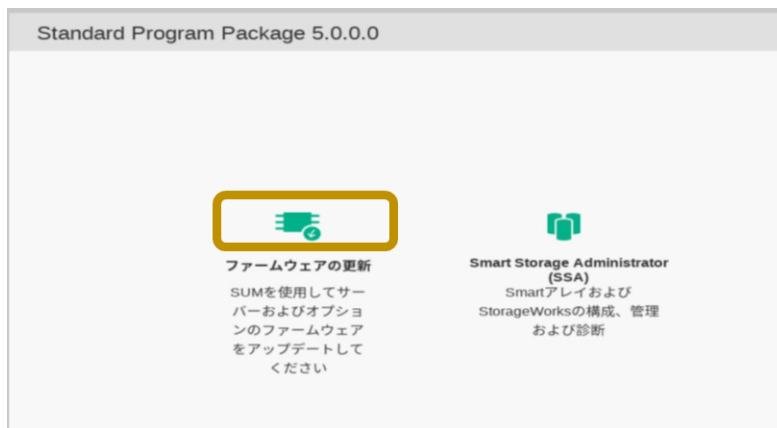 Standard Program Package 5.0.0.0
ファームウェアの更新
SUMを使用してサー
バーおよびオプショ
ンのファームウェア
をアップデートして
ください
Smart Storage Administrator
(SSA)
Smartアレイおよび
StorageWorksの構成、管理
および診断